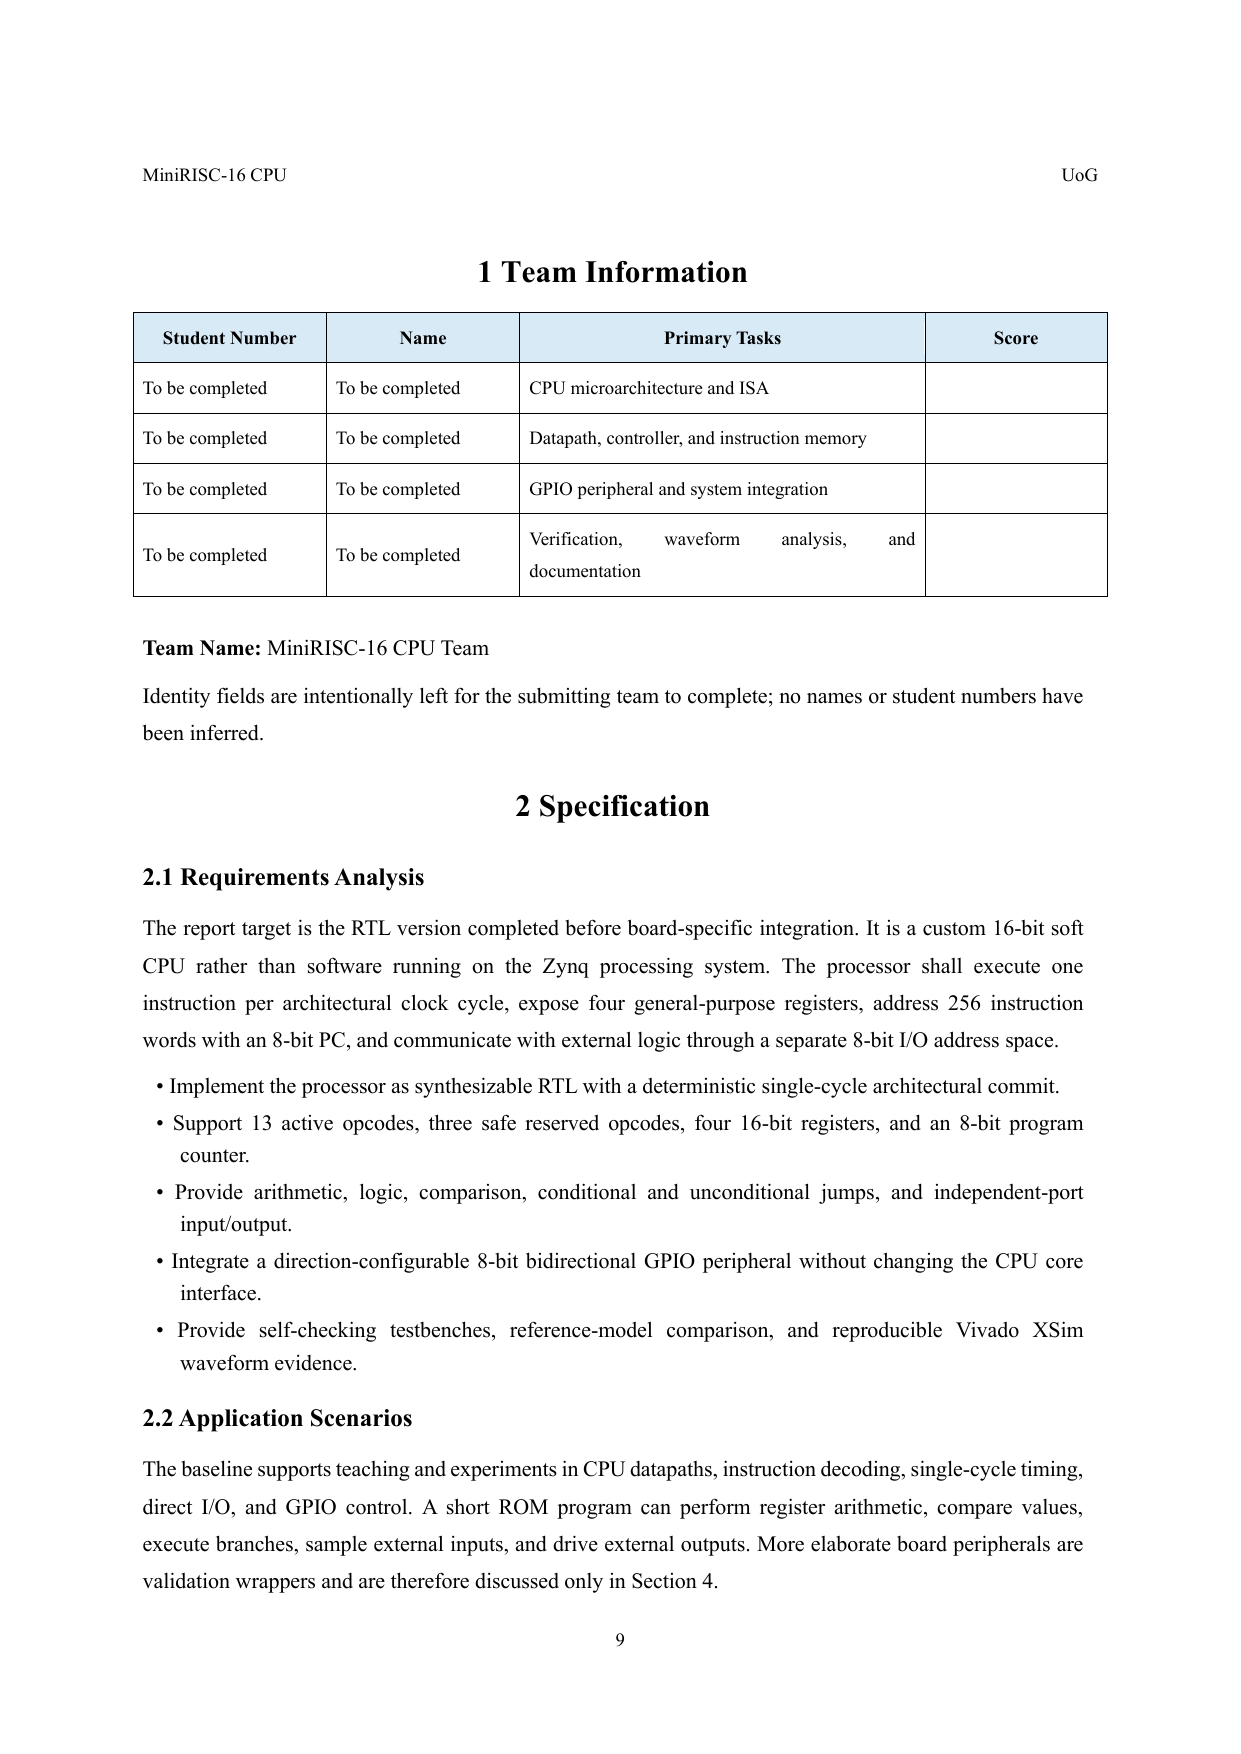 MiniRISC-16 CPU UoG
1 Team Information
Student Number Name Primary Tasks Score
To be completed To be completed CPU microarchitecture and ISA
To be completed To be completed Datapath, controller, and instruction memory
To be completed To be completed GPIO peripheral and system integration
To be completed To be completed Verification, waveform analysis, and
documentation
Team Name: MiniRISC-16 CPU Team
Identity fields are intentionally left for the submitting team to complete; no names or student numbers have
been inferred.
2 Specification
2.1 Requirements Analysis
The report target is the RTL version completed before board-specific integration. It is a custom 16-bit soft
CPU rather than software running on the Zynq processing system. The processor shall execute one
instruction per architectural clock cycle, expose four general-purpose registers, address 256 instruction
words with an 8-bit PC, and communicate with external logic through a separate 8-bit I/O address space.
• Implement the processor as synthesizable RTL with a deterministic single-cycle architectural commit.
• Support 13 active opcodes, three safe reserved opcodes, four 16-bit registers, and an 8-bit program
counter.
• Provide arithmetic, logic, comparison, conditional and unconditional jumps, and independent-port
input/output.
• Integrate a direction-configurable 8-bit bidirectional GPIO peripheral without changing the CPU core
interface.
• Provide self-checking testbenches, reference-model comparison, and reproducible Vivado XSim
waveform evidence.
2.2 Application Scenarios
The baseline supports teaching and experiments in CPU datapaths, instruction decoding, single-cycle timing,
direct I/O, and GPIO control. A short ROM program can perform register arithmetic, compare values,
execute branches, sample external inputs, and drive external outputs. More elaborate board peripherals are
validation wrappers and are therefore discussed only in Section 4.
9